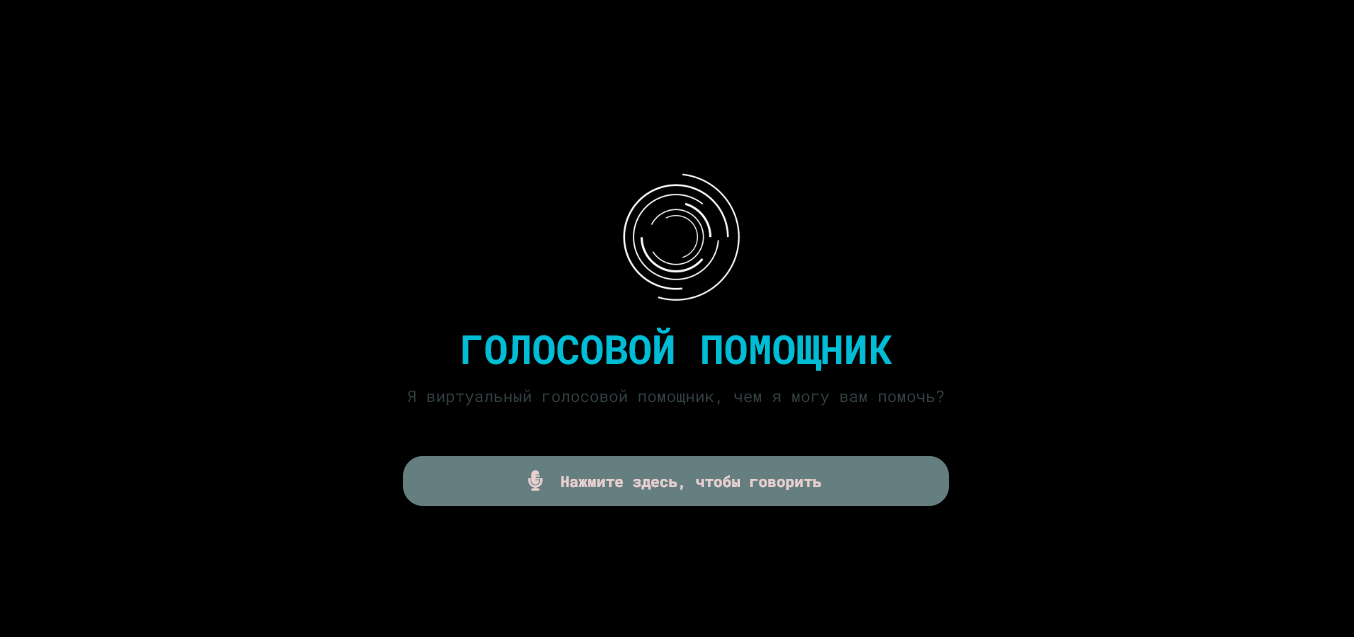 ГОЛОСОВОЙ ПОМОЩНИК
Я виртуальный голосовой помощник, чем я могу вам помочь?
Нажмите здесь, чтобы говорить